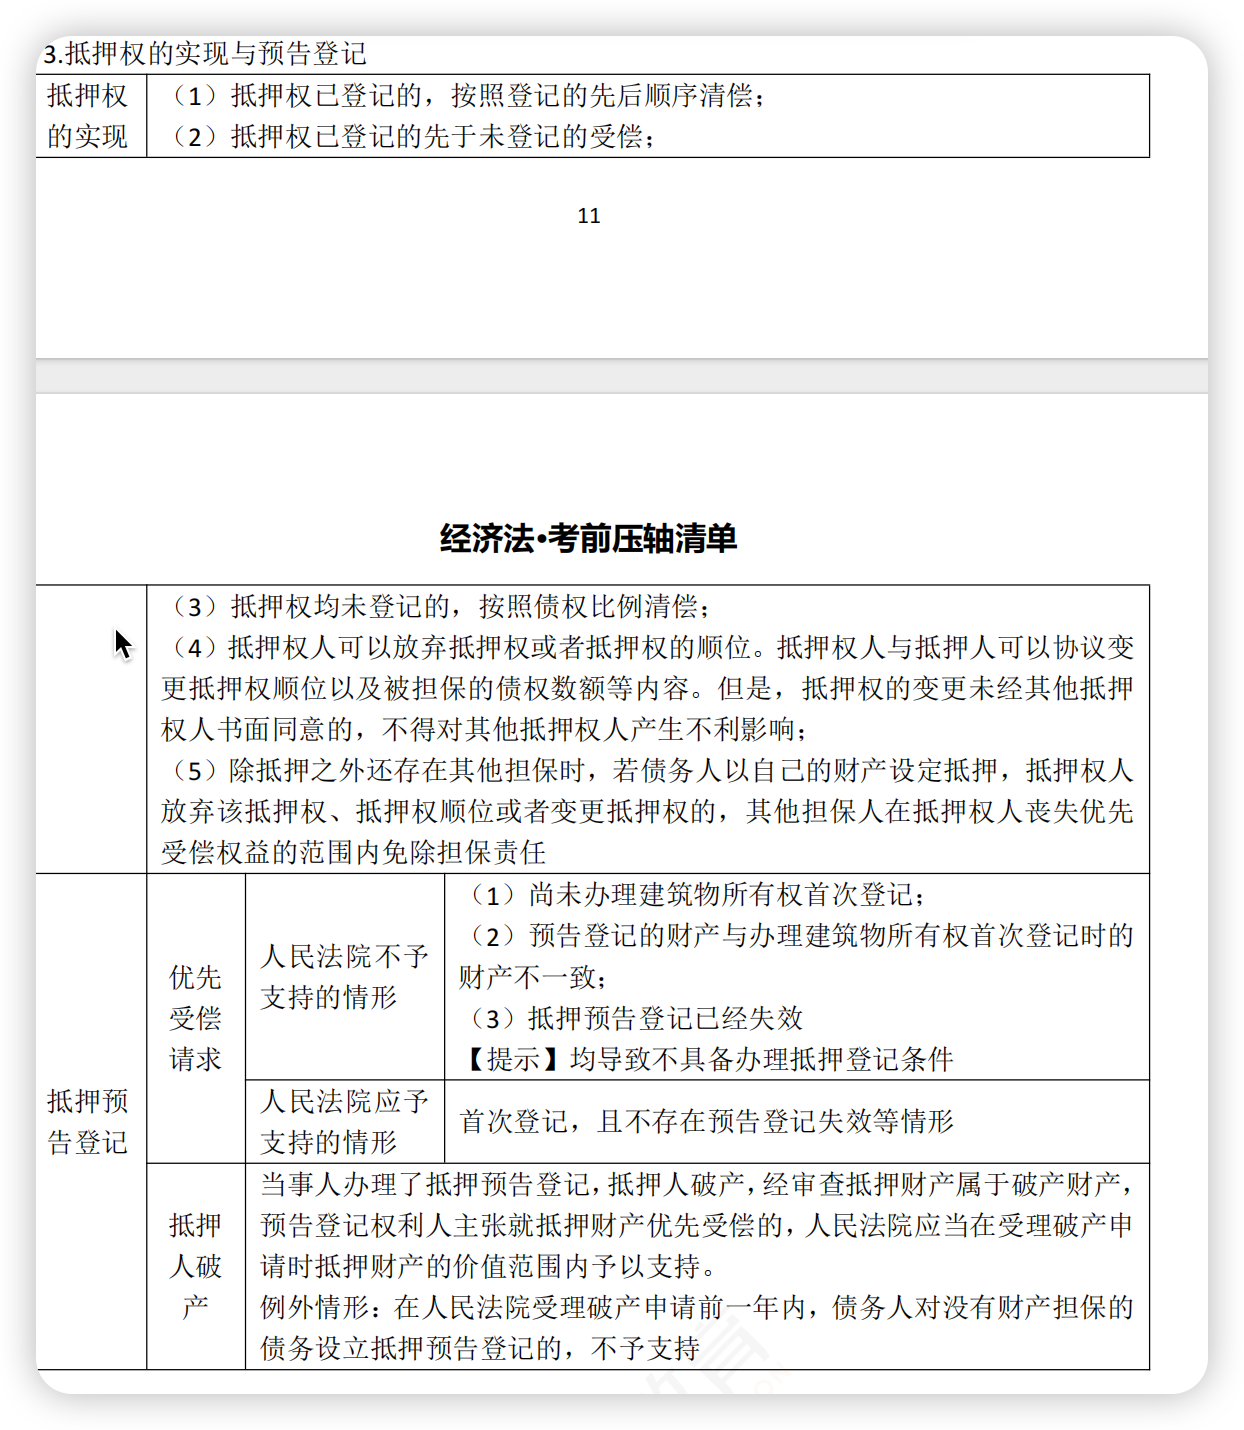 3.抵押权的实现与预告登记
抵押权
的实现
（1）抵押权已登记的，按照登记的先后顺序清偿；
（2）抵押权已登记的先于未登记的受偿；
11
经济法•考前压轴清单
（3）抵押权均未登记的，按照债权比例清偿；
（4）抵押权人可以放弃抵押权或者抵押权的顺位。抵押权人与抵押人可以协议变
更抵押权顺位以及被担保的债权数额等内容。但是，抵押权的变更未经其他抵押
权人书面同意的，不得对其他抵押权人产生不利影响；
（5）除抵押之外还存在其他担保时，若债务人以自己的财产设定抵押，抵押权人
放弃该抵押权、抵押权顺位或者变更抵押权的，其他担保人在抵押权人丧失优先
受偿权益的范围内免除担保责任
抵押预
告登记
优先
受偿
请求
人民法院不予
支持的情形
（1）尚未办理建筑物所有权首次登记；
（2）预告登记的财产与办理建筑物所有权首次登记时的
财产不一致；
（3）抵押预告登记已经失效
【提示】均导致不具备办理抵押登记条件
人民法院应予
支持的情形
首次登记，且不存在预告登记失效等情形
抵押
人破
产
当事人办理了抵押预告登记，抵押人破产，经审查抵押财产属于破产财产，
预告登记权利人主张就抵押财产优先受偿的，人民法院应当在受理破产申
请时抵押财产的价值范围内予以支持。
例外情形：在人民法院受理破产申请前一年内，债务人对没有财产担保的
债务设立抵押预告登记的，不予支持